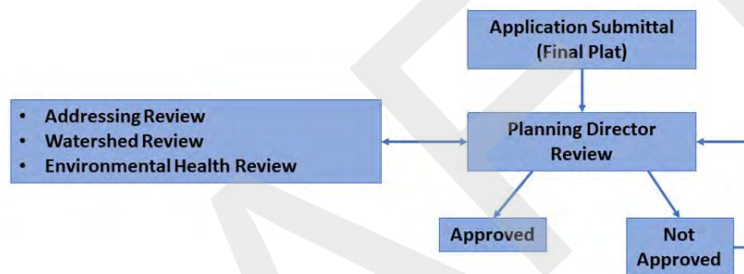 Application Submittal
(Final Plat)
• Addressing Review
• Watershed Review
• Environmental Health Review
Planning Director
Review
Approved
Not
Approved